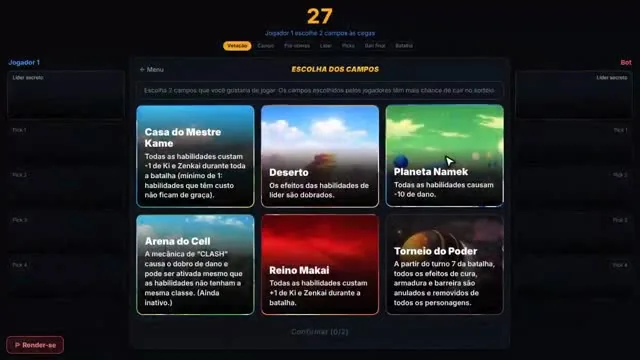 27
Jogador 1 escolhe 2 campos às cegas
Votação
Campo
Pré-banimento
Líder
Picks
Ban final
Batalha
Jogador 1
Bot
Líder secreto
Líder secreto
← Menu
ESCOLHA DOS CAMPOS
Escolha 2 campos que você gostaria de jogar. Os campos escolhidos pelos jogadores têm mais chance de cair no sorteio.
Casa do Mestre
Kame
Todas as habilidades custam
-1 de Ki e Zenkai durante toda
a batalha (mínimo de 1:
habilidades que têm custo
não ficam de graça).
Deserto
Os efeitos das habilidades de
líder são dobrados.
Planeta Namek
Todas as habilidades causam
-10 de dano.
Arena do Cell
A mecânica de "CLASH"
causa o dobro de dano e
pode ser ativada mesmo que
as habilidades não tenham a
mesma classe. (Ainda
inativo.)
Reino Makai
Todas as habilidades custam
+1 de Ki e Zenkai durante a
batalha.
Torneio do Poder
A partir do turno 7 da batalha,
todos os efeitos de cura,
armadura e barreira são
anulados e removidos de
todos os personagens.
Pick 1
Pick 1
Pick 2
Pick 2
Pick 3
Pick 3
Pick 4
Pick 4
Confirmar (0/2)
Render-se